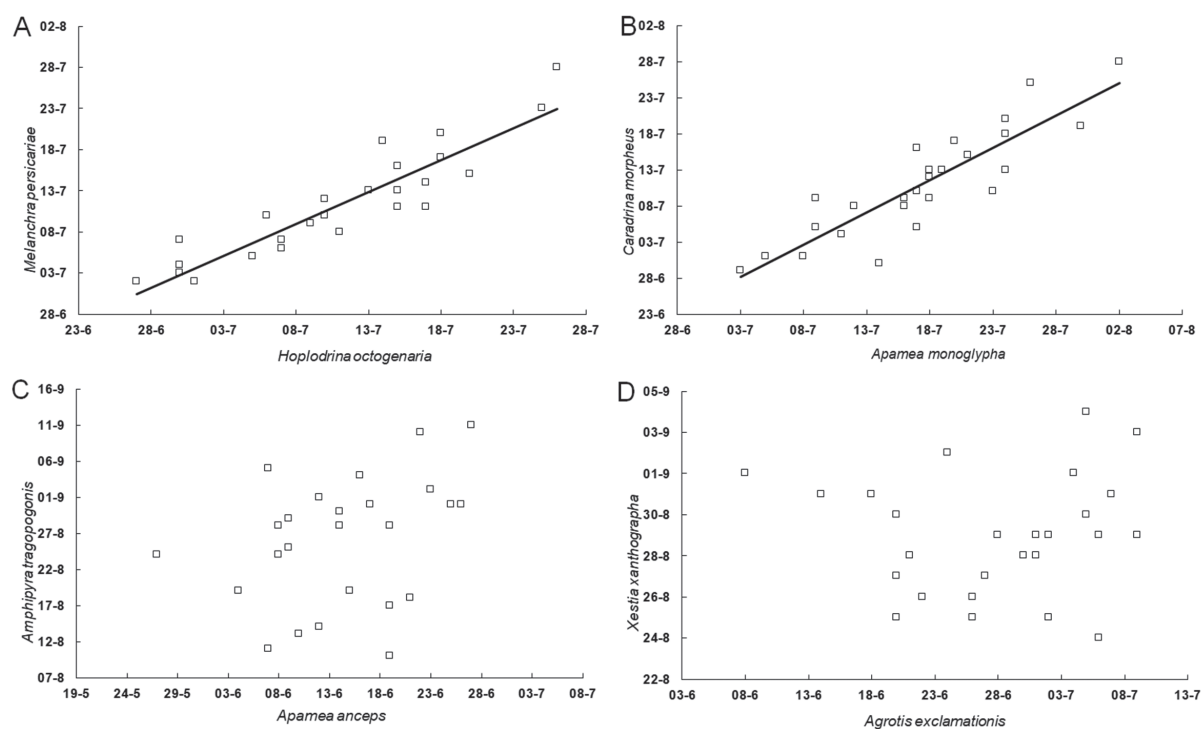 A
02-8
28-7
23-7
18-7
13-7
08-7
03-7
28-6
23-6 28-6 03-7 08-7 13-7 18-7 23-7 28-7
Melanchra persicariae
Hoplodrina octogenaria
B
02-8
28-7
23-7
18-7
13-7
08-7
03-7
28-6
23-6
28-6 03-7 08-7 13-7 18-7 23-7 28-7 02-8 07-8
Caradrina morpheus
Apamea monoglypha
C
16-9
11-9
06-9
01-9
27-8
22-8
17-8
12-8
07-8
19-5 24-5 29-5 03-6 08-6 13-6 18-6 23-6 28-6 03-7 08-7
Amphipyra tragopogonis
Apamea anceps
D
05-9
03-9
01-9
30-8
28-8
26-8
24-8
22-8
03-6 08-6 13-6 18-6 23-6 28-6 03-7 08-7 13-7
Xestia xanthographa
Agrotis exclamationis